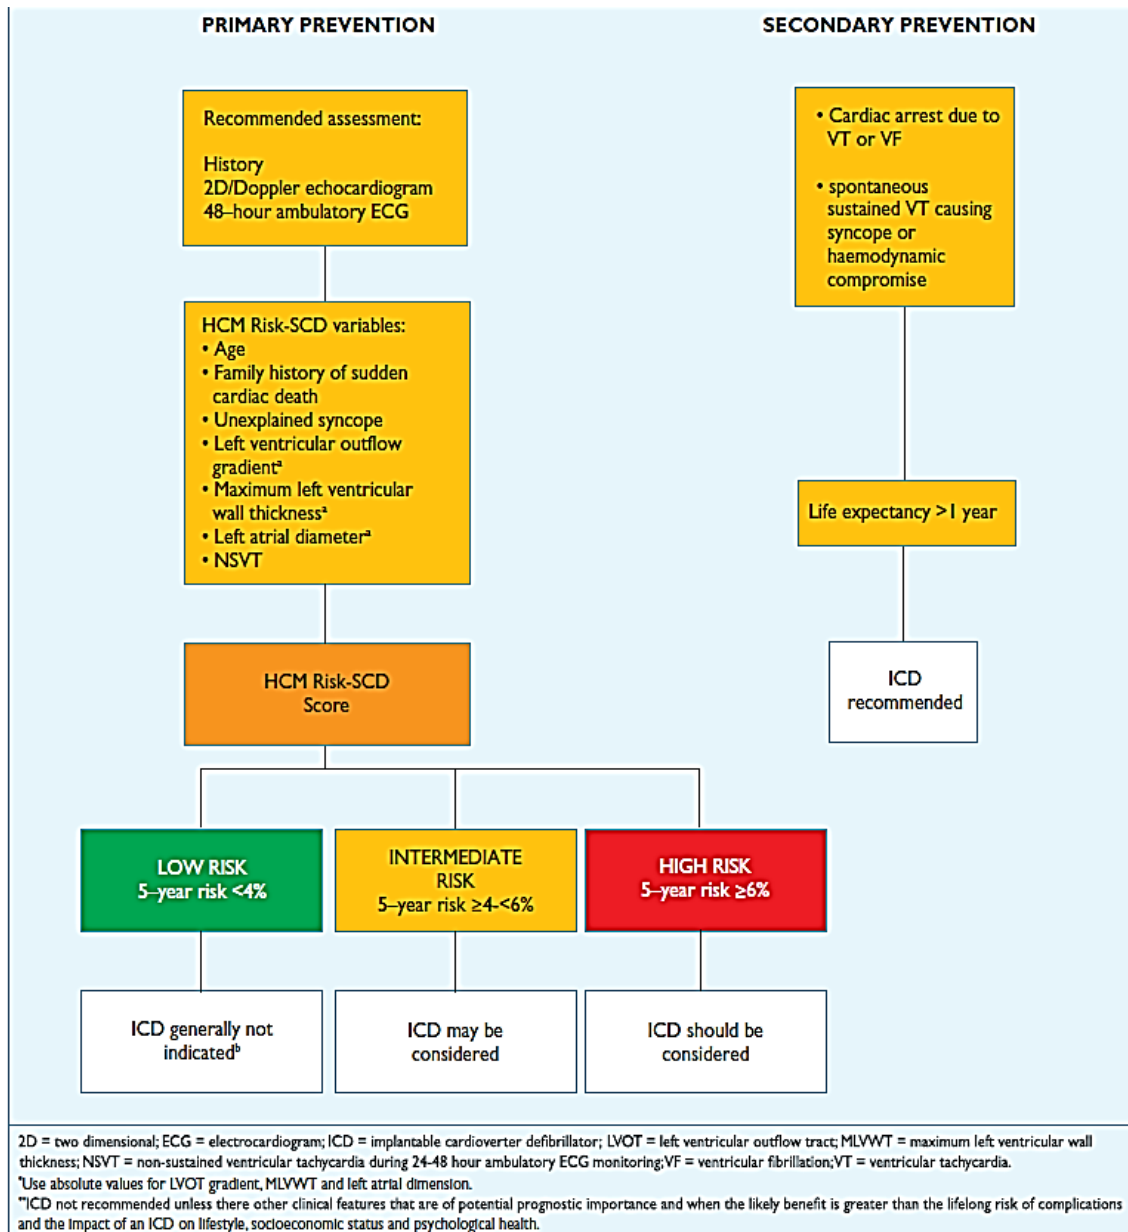 PRIMARY PREVENTION
SECONDARY PREVENTION
Recommended assessment:
History
2D/Doppler echocardiogram
48–hour ambulatory ECG
• Cardiac arrest due to
VT or VF
• spontaneous
sustained VT causing
syncope or
haemodynamic
compromise
HCM Risk-SCD variables:
• Age
• Family history of sudden
cardiac death
• Unexplained syncope
• Left ventricular outflow
gradientª
• Maximum left ventricular
wall thicknessª
• Left atrial diameterª
• NSVT
Life expectancy >1 year
HCM Risk-SCD
Score
ICD
recommended
LOW RISK
5–year risk <4%
INTERMEDIATE
RISK
5–year risk ≥4-<6%
HIGH RISK
5–year risk ≥6%
ICD generally not
indicatedᵇ
ICD may be
considered
ICD should be
considered
2D = two dimensional; ECG = electrocardiogram; ICD = implantable cardioverter defibrillator; LVOT = left ventricular outflow tract; MLVWT = maximum left ventricular wall
thickness; NSVT = non-sustained ventricular tachycardia during 24-48 hour ambulatory ECG monitoring; VF = ventricular fibrillation; VT = ventricular tachycardia.
*Use absolute values for LVOT gradient, MLVWT and left atrial dimension.
**ICD not recommended unless there other clinical features that are of potential prognostic importance and when the likely benefit is greater than the lifelong risk of complications
and the impact of an ICD on lifestyle, socioeconomic status and psychological health.